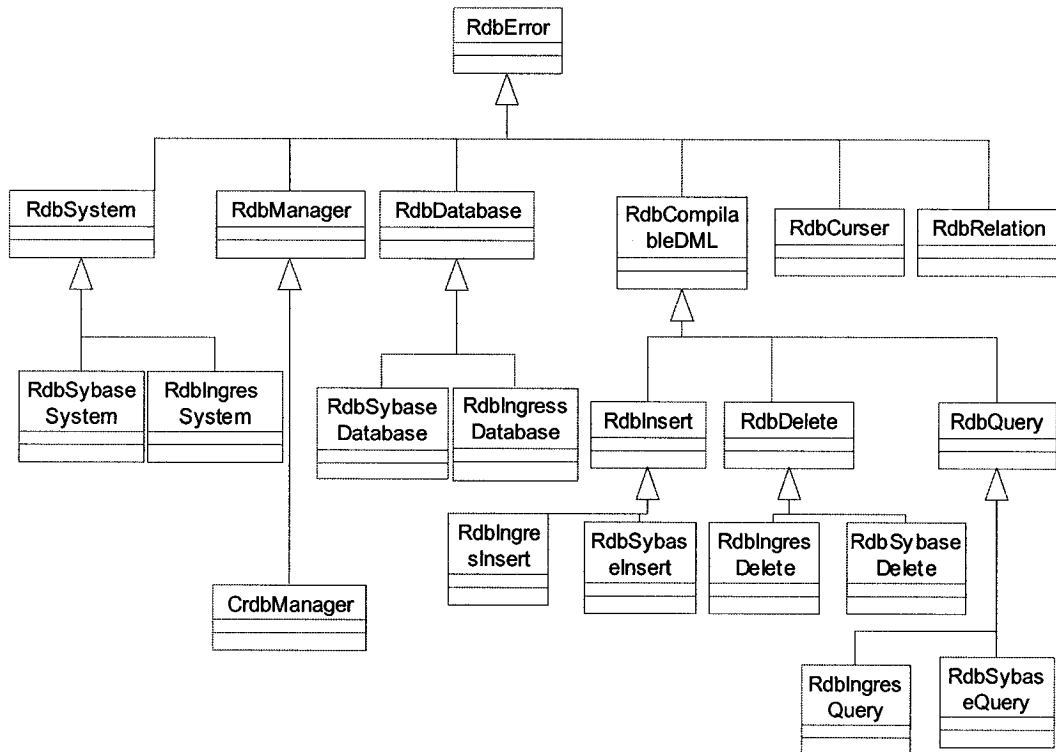 RdbError
RdbSystem
RdbManager
RdbDatabase
RdbCompila
bleDML
RdbCurser
RdbRelation
RdbSybase
System
RdbIngres
System
RdbSybase
Database
RdbIngress
Database
RdbInsert
RdbDelete
RdbQuery
RdbIngre
sInsert
RdbSybas
eInsert
RdbIngres
Delete
RdbSybase
Delete
CrdbManager
RdbIngres
Query
RdbSybas
eQuery